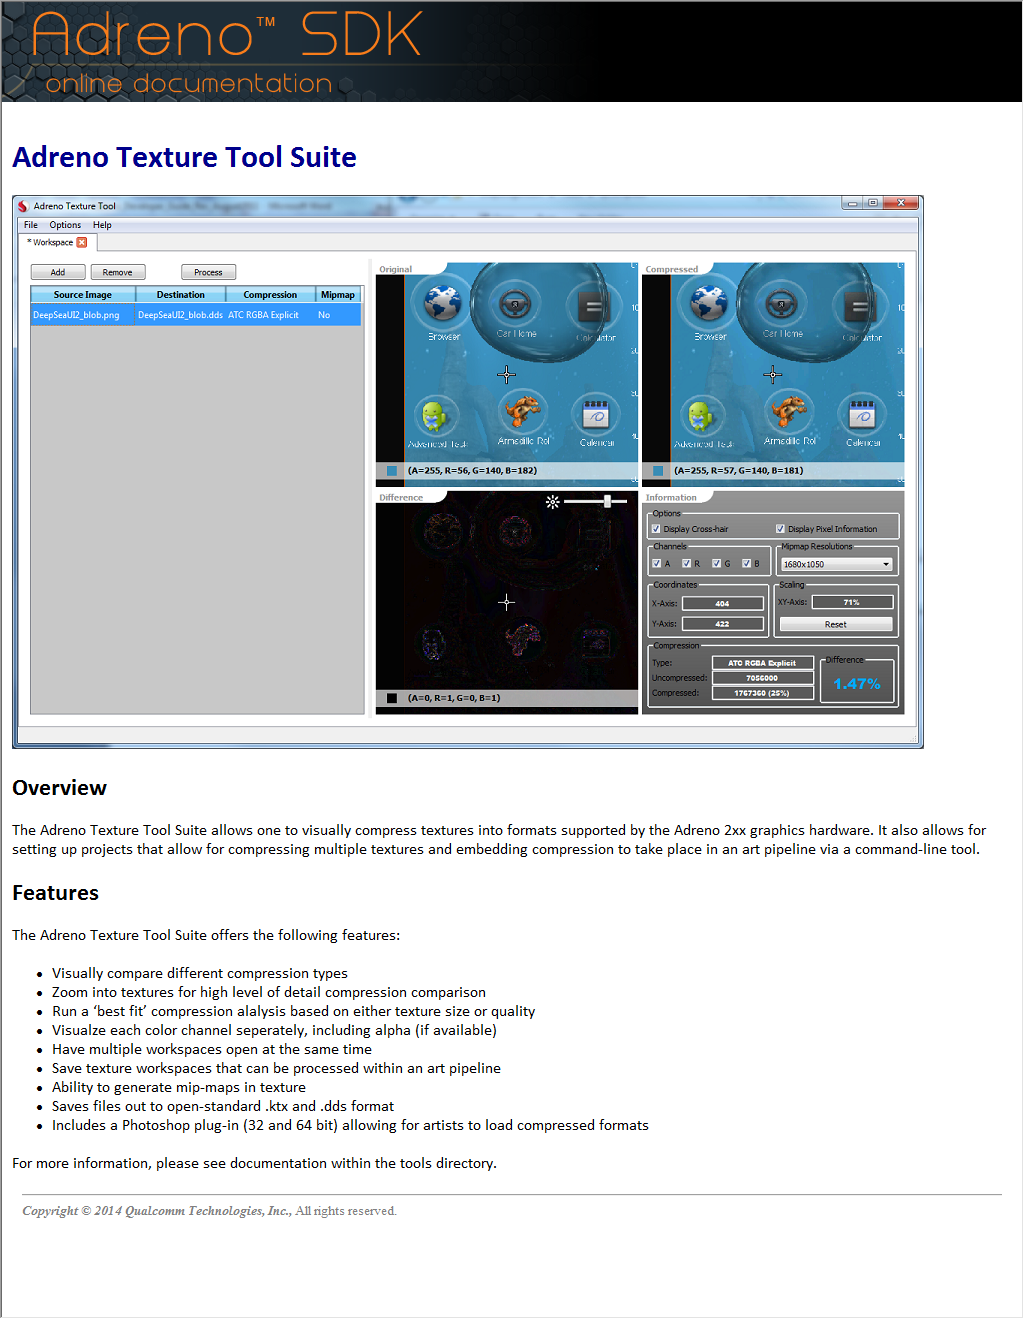 Adreno™ SDK
online documentation
Adreno Texture Tool Suite
Adreno Texture Tool
File Options Help
* Workspace
Add Remove Process
Source Image Destination Compression Mipmap
DeepSeaUI2_blob.png DeepSeaUI2_blob.dds ATC RGBA Explicit No
Original
Browser Car Home Calculator
Advanced Tech Armadillo Rol Calendar
(A=255, R=56, G=140, B=182)
Compressed
Browser Car Home Calculator
Advanced Tech Armadillo Rol Calendar
(A=255, R=57, G=140, B=181)
Difference
(A=0, R=1, G=0, B=1)
Information
Options
Display Cross-hair Display Pixel Information
Channels
A R G B
Mipmap Resolutions
1680x1050
Coordinates
X-Axis: 404
Y-Axis: 422
Scaling
XY-Axis: 71%
Reset
Compression
Type: ATC RGBA Explicit
Uncompressed: 7056000
Compressed: 1767360 (25%)
Difference
1.47%
Overview
The Adreno Texture Tool Suite allows one to visually compress textures into formats supported by the Adreno 2xx graphics hardware. It also allows for
setting up projects that allow for compressing multiple textures and embedding compression to take place in an art pipeline via a command-line tool.
Features
The Adreno Texture Tool Suite offers the following features:
• Visually compare different compression types
• Zoom into textures for high level of detail compression comparison
• Run a ‘best fit’ compression alalysis based on either texture size or quality
• Visualze each color channel seperately, including alpha (if available)
• Have multiple workspaces open at the same time
• Save texture workspaces that can be processed within an art pipeline
• Ability to generate mip-maps in texture
• Saves files out to open-standard .ktx and .dds format
• Includes a Photoshop plug-in (32 and 64 bit) allowing for artists to load compressed formats
For more information, please see documentation within the tools directory.
Copyright © 2014 Qualcomm Technologies, Inc., All rights reserved.